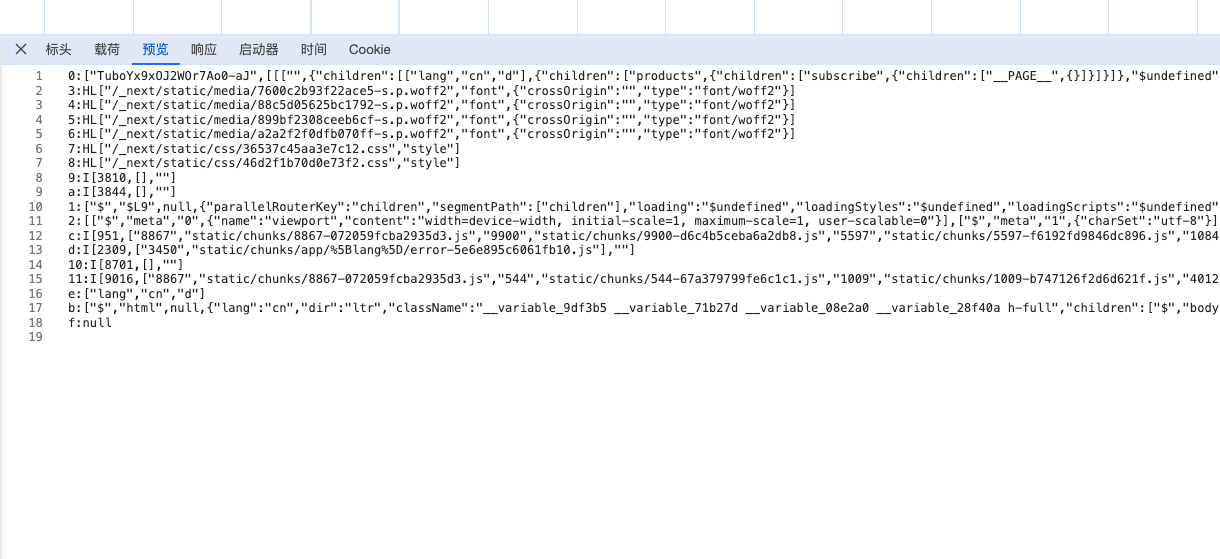 标头 载荷 预览 响应 启动器 时间 Cookie
1 0:["TuboYx9xOJ2WOr7Ao0-aJ",[[["",{"children":[["lang","cn","d"],{"children":["products",{"children":["subscribe",{"children":["__PAGE__",{}]}]}]}]},"$undefined"
2 3:HL["/_next/static/media/7600c2b93f22ace5-s.p.woff2","font",{"crossOrigin":"","type":"font/woff2"}]
3 4:HL["/_next/static/media/88c5d05625bc1792-s.p.woff2","font",{"crossOrigin":"","type":"font/woff2"}]
4 5:HL["/_next/static/media/899bf2308ceeb6cf-s.p.woff2","font",{"crossOrigin":"","type":"font/woff2"}]
5 6:HL["/_next/static/media/a2a2f2f0dfb070ff-s.p.woff2","font",{"crossOrigin":"","type":"font/woff2"}]
6 7:HL["/_next/static/css/36537c45aa3e7c12.css","style"]
7 8:HL["/_next/static/css/46d2f1b70d0e73f2.css","style"]
8 9:I[3810,[],""]
9 a:I[3844,[],""]
10 1:["$","$L9",null,{"parallelRouterKey":"children","segmentPath":["children"],"loading":"$undefined","loadingStyles":"$undefined","loadingScripts":"$undefined"
11 2:[["$","meta","0",{"name":"viewport","content":"width=device-width, initial-scale=1, maximum-scale=1, user-scalable=0"}],["$","meta","1",{"charSet":"utf-8"}]
12 c:I[951,["8867","static/chunks/8867-072059fcba2935d3.js","9900","static/chunks/9900-d6c4b5ceba6a2db8.js","5597","static/chunks/5597-f6192fd9846dc896.js","1084
13 d:I[2309,["3450","static/chunks/app/%5Blang%5D/error-5e6e895c6061fb10.js"],""]
14 10:I[8701,[],""]
15 11:I[9016,["8867","static/chunks/8867-072059fcba2935d3.js","544","static/chunks/544-67a379799fe6c1c1.js","1009","static/chunks/1009-b747126f2d6d621f.js","4012
16 e:["lang","cn","d"]
17 b:["$","html",null,{"lang":"cn","dir":"ltr","className":"__variable_9df3b5 __variable_71b27d __variable_08e2a0 __variable_28f40a h-full","children":["$","body
18 f:null
19